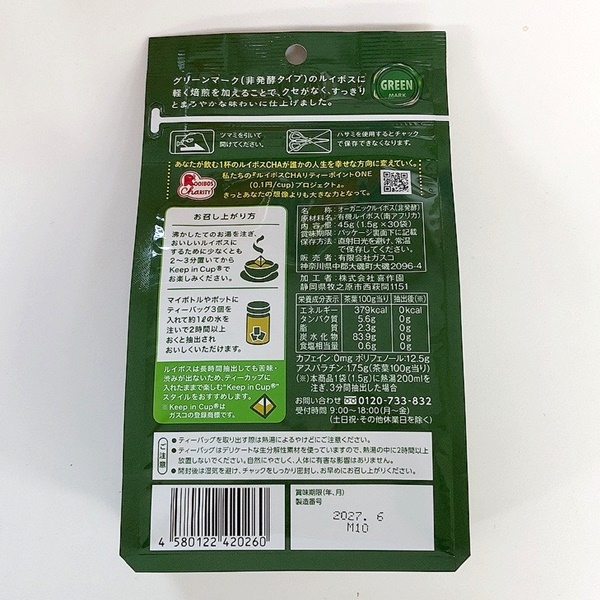 グリーンマーク(非発酵タイプ)のルイボスに
軽く焙煎を加えることで、クセがなく、すっきり
とまろやかな味わいに仕上げました。
GREEN
MARK
ツマミを引いて
開けてください。
ハサミを使用するとチャック
で保存できなくなります。
あなたが飲む1杯のルイボスCHAが誰かの人生を幸せな方向に変えていく。
私たちの『ルイボスCHAリティーポイントONE
(0.1円/cup)プロジェクト』。
きっとあなたの想像よりも大きな力となって。
ROOIBOS
CHARITY
お召し上がり方
沸かしたてのお湯を注ぎ、
おいしいルイボスに
するために少なくとも
2〜3分置いてから
Keep in Cup®で
お楽しみください。
マイボトルやポットに
ティーバッグ3個を
入れて約1ℓの水を
注いで2時間以上
おくと抽出され
おいしくいただけます。
ルイボスは長時間抽出しても苦味・
渋みが出ないため、ティーカップに
入れたままで楽しむ"Keep in Cup®"
スタイルをおすすめします。
※Keep in Cup®は
ガスコの登録商標です。
名称:オーガニックルイボス(非発酵)
原材料名:有機ルイボス(南アフリカ)
内容量:45g(1.5g×30袋)
賞味期限:パッケージ裏面下に記載
保存方法:直射日光を避け、常温
で保存してください。
販売者:有限会社ガスコ
神奈川県中郡大磯町大磯2096-4
加工者:株式会社喜作園
静岡県牧之原市西萩間1151
栄養成分表示 茶葉100g当り 抽出液(※)
エネルギー 379kcal 0kcal
タンパク質 5.6g 0g
脂質 2.3g 0g
炭水化物 83.9g 0g
食塩相当量 0.6g 0g
カフェイン:0mg ポリフェノール:12.5g
アスパラチン:1.75g(茶葉100g当り)
(※)本商品1袋(1.5g)に熱湯200mlを
注ぎ、3分間抽出した場合
お問い合わせ 0120-733-832
受付時間 9:00〜18:00(月〜金)
(土日祝・その他休業日を除く)
ご注意
●ティーバッグを取り出す際は熱湯によるやけどにご注意ください。
●ティーバッグはデリケートな生分解性素材を使っていますので、熱湯の中に2時間以上
放置しないでください。自然にやさしく、人体に有害な影響はありません。
●開封後は湿気を避け、チャックをしっかり密封し、お早めにお召し上がりください。
4 580122 420260
賞味期限(年、月)
製造番号
2027. 6
M10